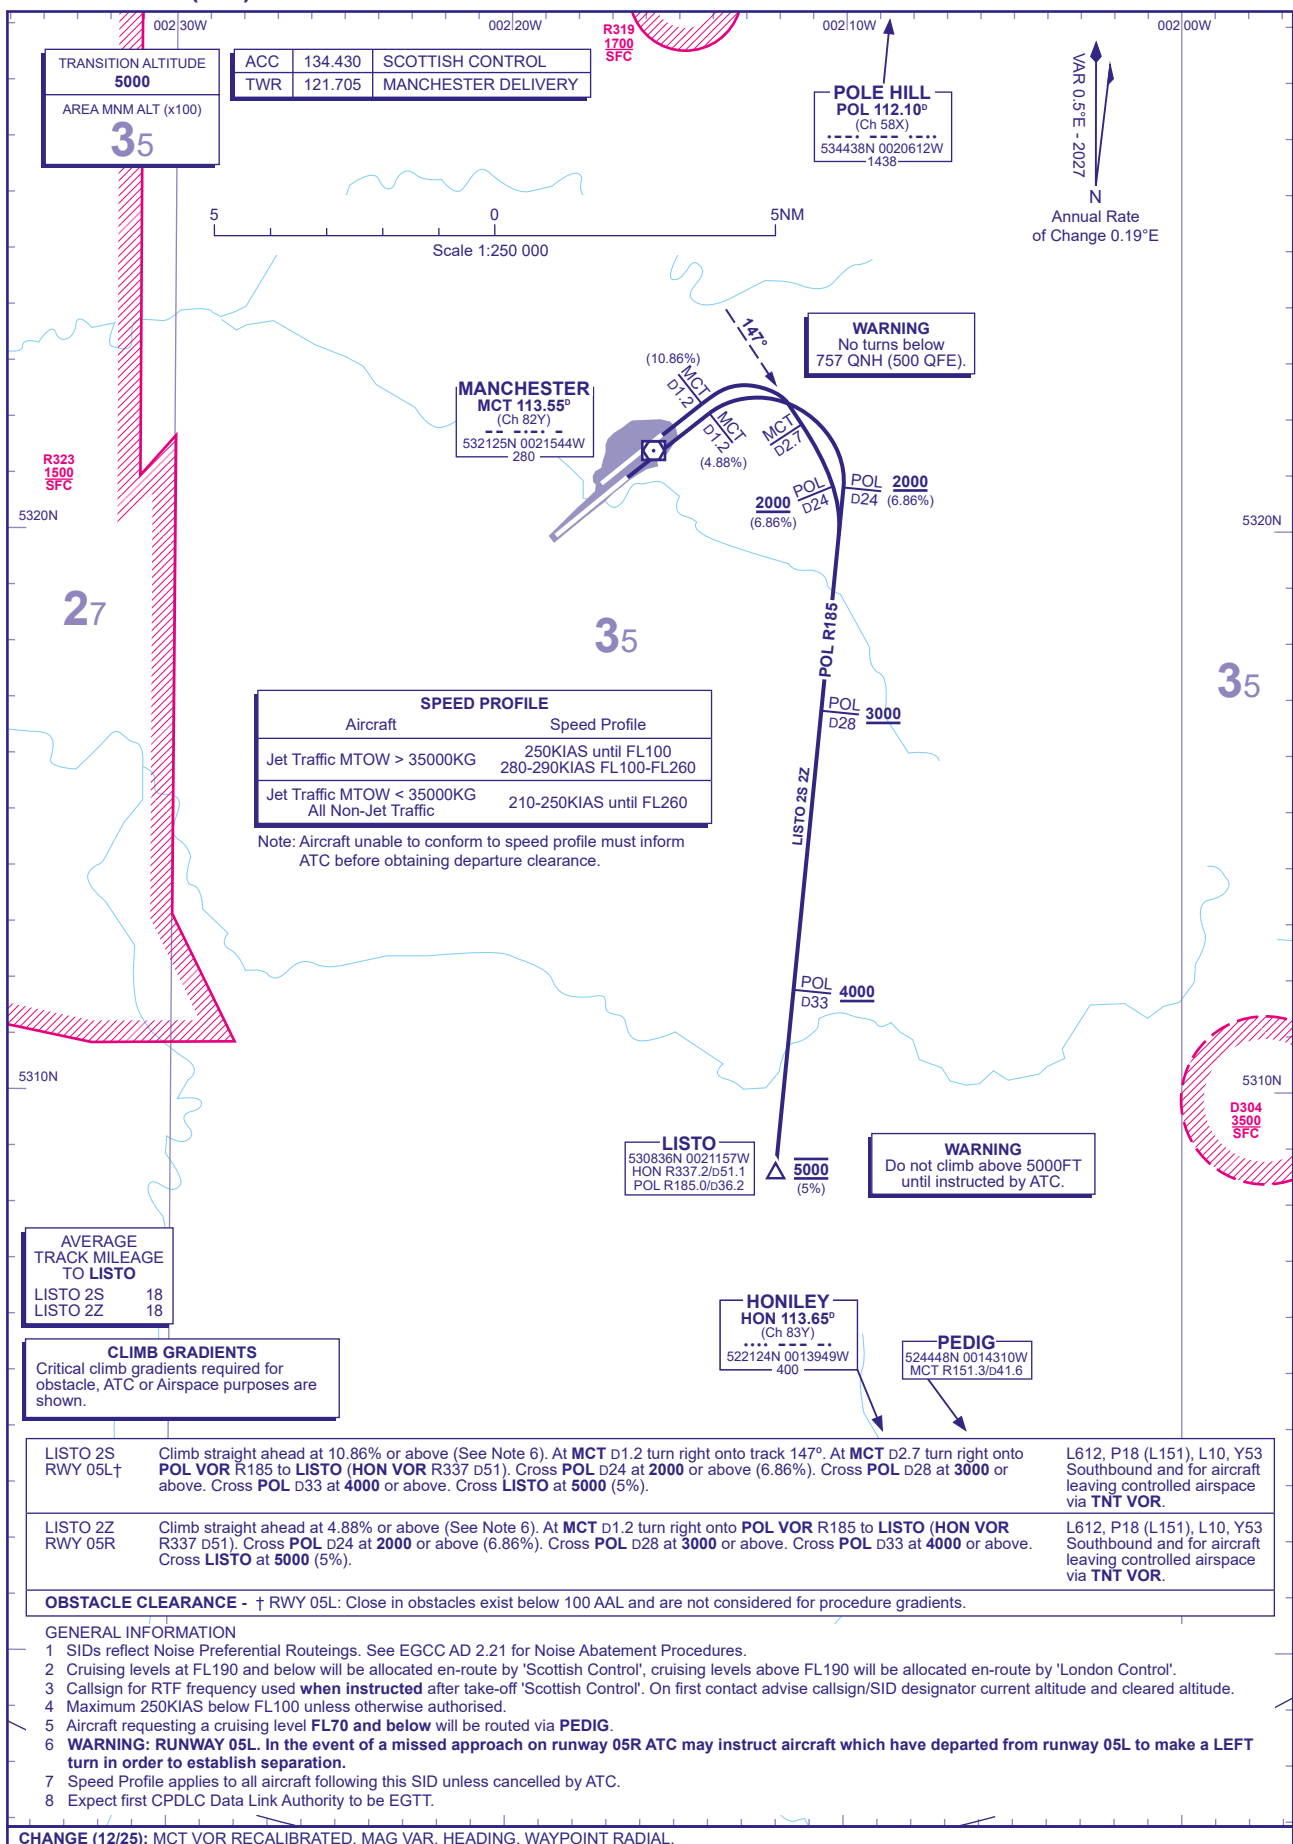 002 30W
002 20W
002 10W
002 00W
TRANSITION ALTITUDE
5000
AREA MNM ALT (x100)
35
ACC 134.430 SCOTTISH CONTROL
TWR 121.705 MANCHESTER DELIVERY
R319
1700
SFC
POLE HILL
POL 112.10ᴰ
(Ch 58X)
534438N 0020612W
1438
VAR 0.5°E - 2027
N
Annual Rate
of Change 0.19°E
5 0 5NM
Scale 1:250 000
147°
WARNING
No turns below
757 QNH (500 QFE).
(10.86%)
MCT
D1.2
MANCHESTER
MCT 113.55ᴰ
(Ch 82Y)
532125N 0021544W
280
MCT
D1.2
(4.88%)
MCT
D2.7
R323
1500
SFC
2000
(6.86%)
POL
D24
POL
D24
2000
(6.86%)
5320N
5320N
27
35
35
POL R185
SPEED PROFILE
Aircraft Speed Profile
Jet Traffic MTOW > 35000KG
250KIAS until FL100
280-290KIAS FL100-FL260
Jet Traffic MTOW < 35000KG
All Non-Jet Traffic
210-250KIAS until FL260
Note: Aircraft unable to conform to speed profile must inform
ATC before obtaining departure clearance.
POL
D28
3000
LISTO 2S 2Z
POL
D33
4000
5310N
5310N
D304
3500
SFC
LISTO
530836N 0021157W
HON R337.2/D51.1
POL R185.0/D36.2
5000
(5%)
WARNING
Do not climb above 5000FT
until instructed by ATC.
AVERAGE
TRACK MILEAGE
TO LISTO
LISTO 2S 18
LISTO 2Z 18
CLIMB GRADIENTS
Critical climb gradients required for
obstacle, ATC or Airspace purposes are
shown.
HONILEY
HON 113.65ᴰ
(Ch 83Y)
522124N 0013949W
400
PEDIG
524448N 0014310W
MCT R151.3/D41.6
LISTO 2S
RWY 05L†
Climb straight ahead at 10.86% or above (See Note 6). At MCT D1.2 turn right onto track 147º. At MCT D2.7 turn right onto
POL VOR R185 to LISTO (HON VOR R337 D51). Cross POL D24 at 2000 or above (6.86%). Cross POL D28 at 3000 or
above. Cross POL D33 at 4000 or above. Cross LISTO at 5000 (5%).
L612, P18 (L151), L10, Y53
Southbound and for aircraft
leaving controlled airspace
via TNT VOR.
LISTO 2Z
RWY 05R
Climb straight ahead at 4.88% or above (See Note 6). At MCT D1.2 turn right onto POL VOR R185 to LISTO (HON VOR
R337 D51). Cross POL D24 at 2000 or above (6.86%). Cross POL D28 at 3000 or above. Cross POL D33 at 4000 or above.
Cross LISTO at 5000 (5%).
L612, P18 (L151), L10, Y53
Southbound and for aircraft
leaving controlled airspace
via TNT VOR.
OBSTACLE CLEARANCE - † RWY 05L: Close in obstacles exist below 100 AAL and are not considered for procedure gradients.
GENERAL INFORMATION
1 SIDs reflect Noise Preferential Routeings. See EGCC AD 2.21 for Noise Abatement Procedures.
2 Cruising levels at FL190 and below will be allocated en-route by 'Scottish Control', cruising levels above FL190 will be allocated en-route by 'London Control'.
3 Callsign for RTF frequency used when instructed after take-off 'Scottish Control'. On first contact advise callsign/SID designator current altitude and cleared altitude.
4 Maximum 250KIAS below FL100 unless otherwise authorised.
5 Aircraft requesting a cruising level FL70 and below will be routed via PEDIG.
6 WARNING: RUNWAY 05L. In the event of a missed approach on runway 05R ATC may instruct aircraft which have departed from runway 05L to make a LEFT
turn in order to establish separation.
7 Speed Profile applies to all aircraft following this SID unless cancelled by ATC.
8 Expect first CPDLC Data Link Authority to be EGTT.
CHANGE (12/25): MCT VOR RECALIBRATED. MAG VAR. HEADING. WAYPOINT RADIAL.